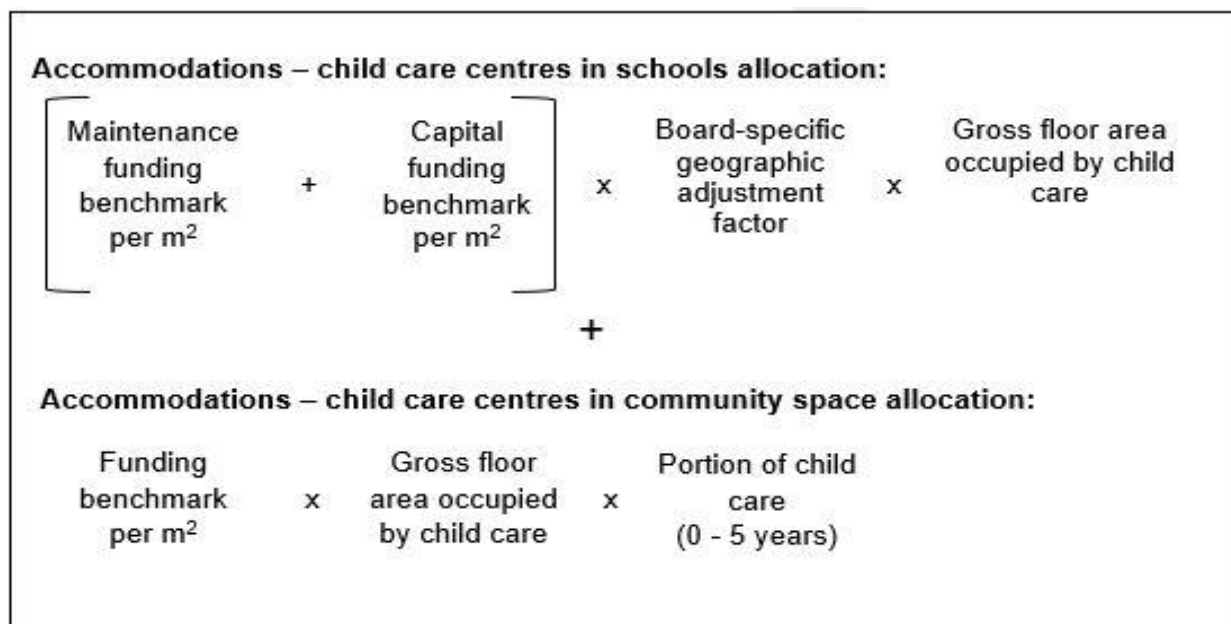 Accommodations – child care centres in schools allocation:
Maintenance
funding
benchmark
per m²
+
Capital
funding
benchmark
per m²
x
Board-specific
geographic
adjustment
factor
x
Gross floor area
occupied by child
care
+
Accommodations – child care centres in community space allocation:
Funding
benchmark
per m²
x
Gross floor
area occupied
by child care
x
Portion of child
care
(0 - 5 years)